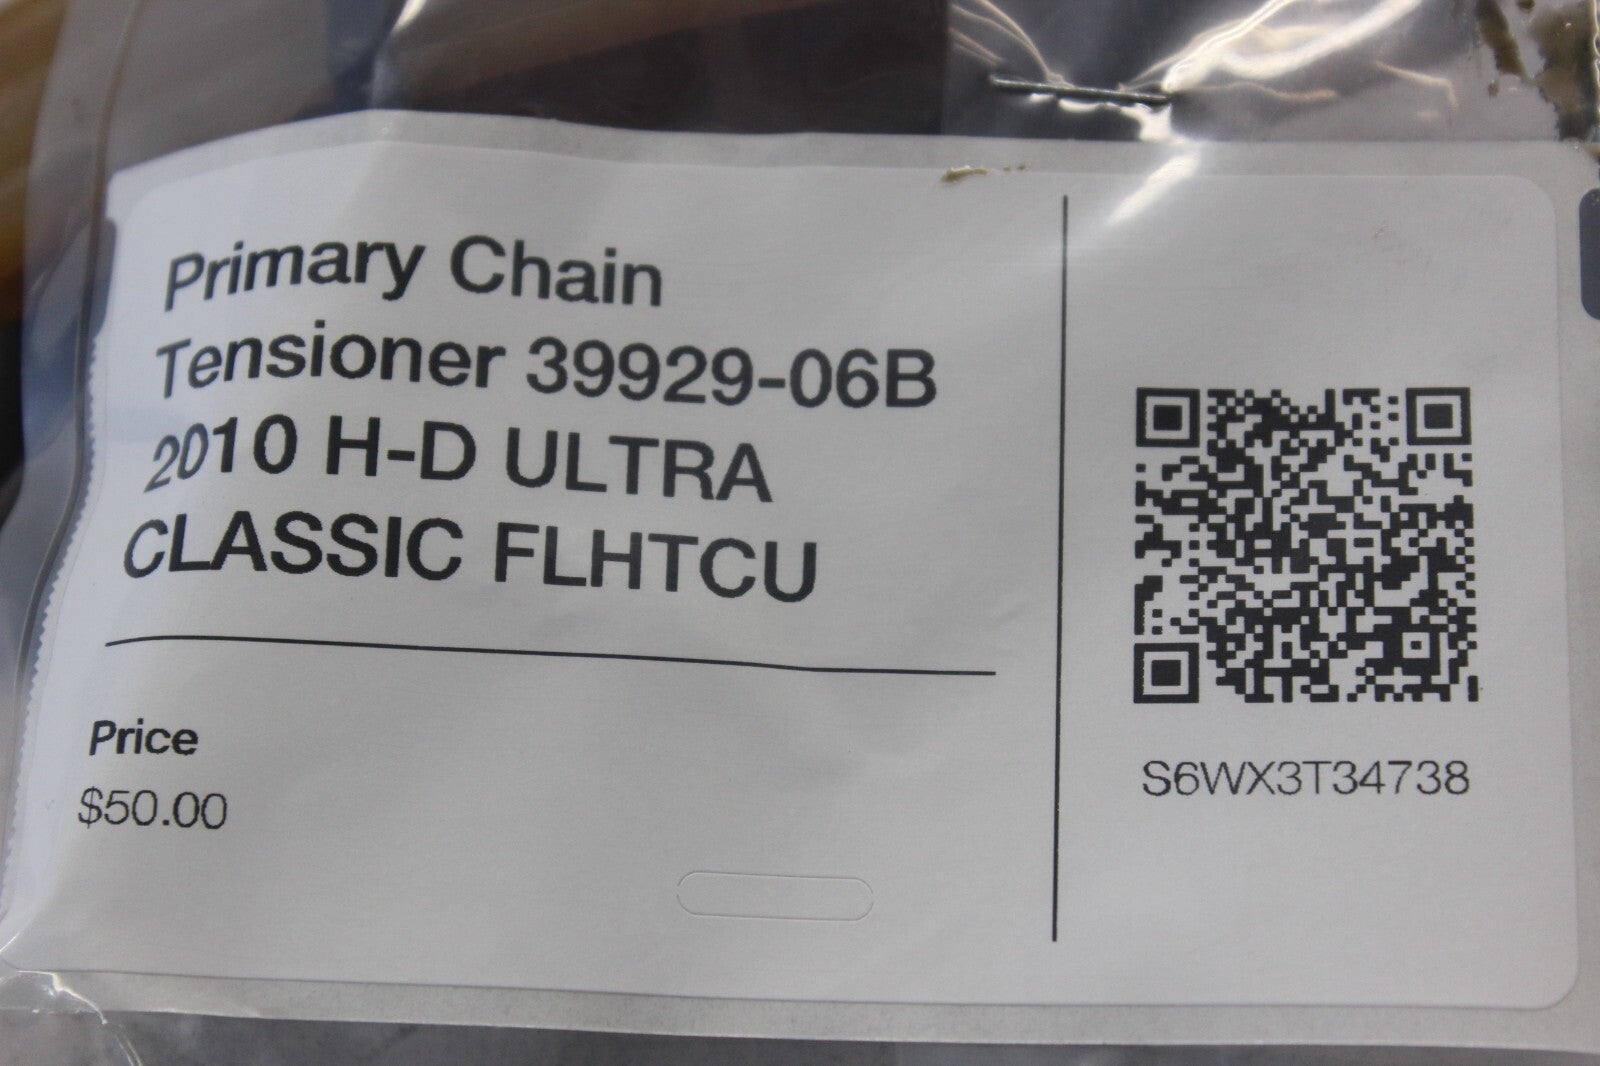 Primary Chain
Tensioner 39929-06B
2010 H-D ULTRA
CLASSIC FLHTCU
Price
$50.00
S6WX3T34738